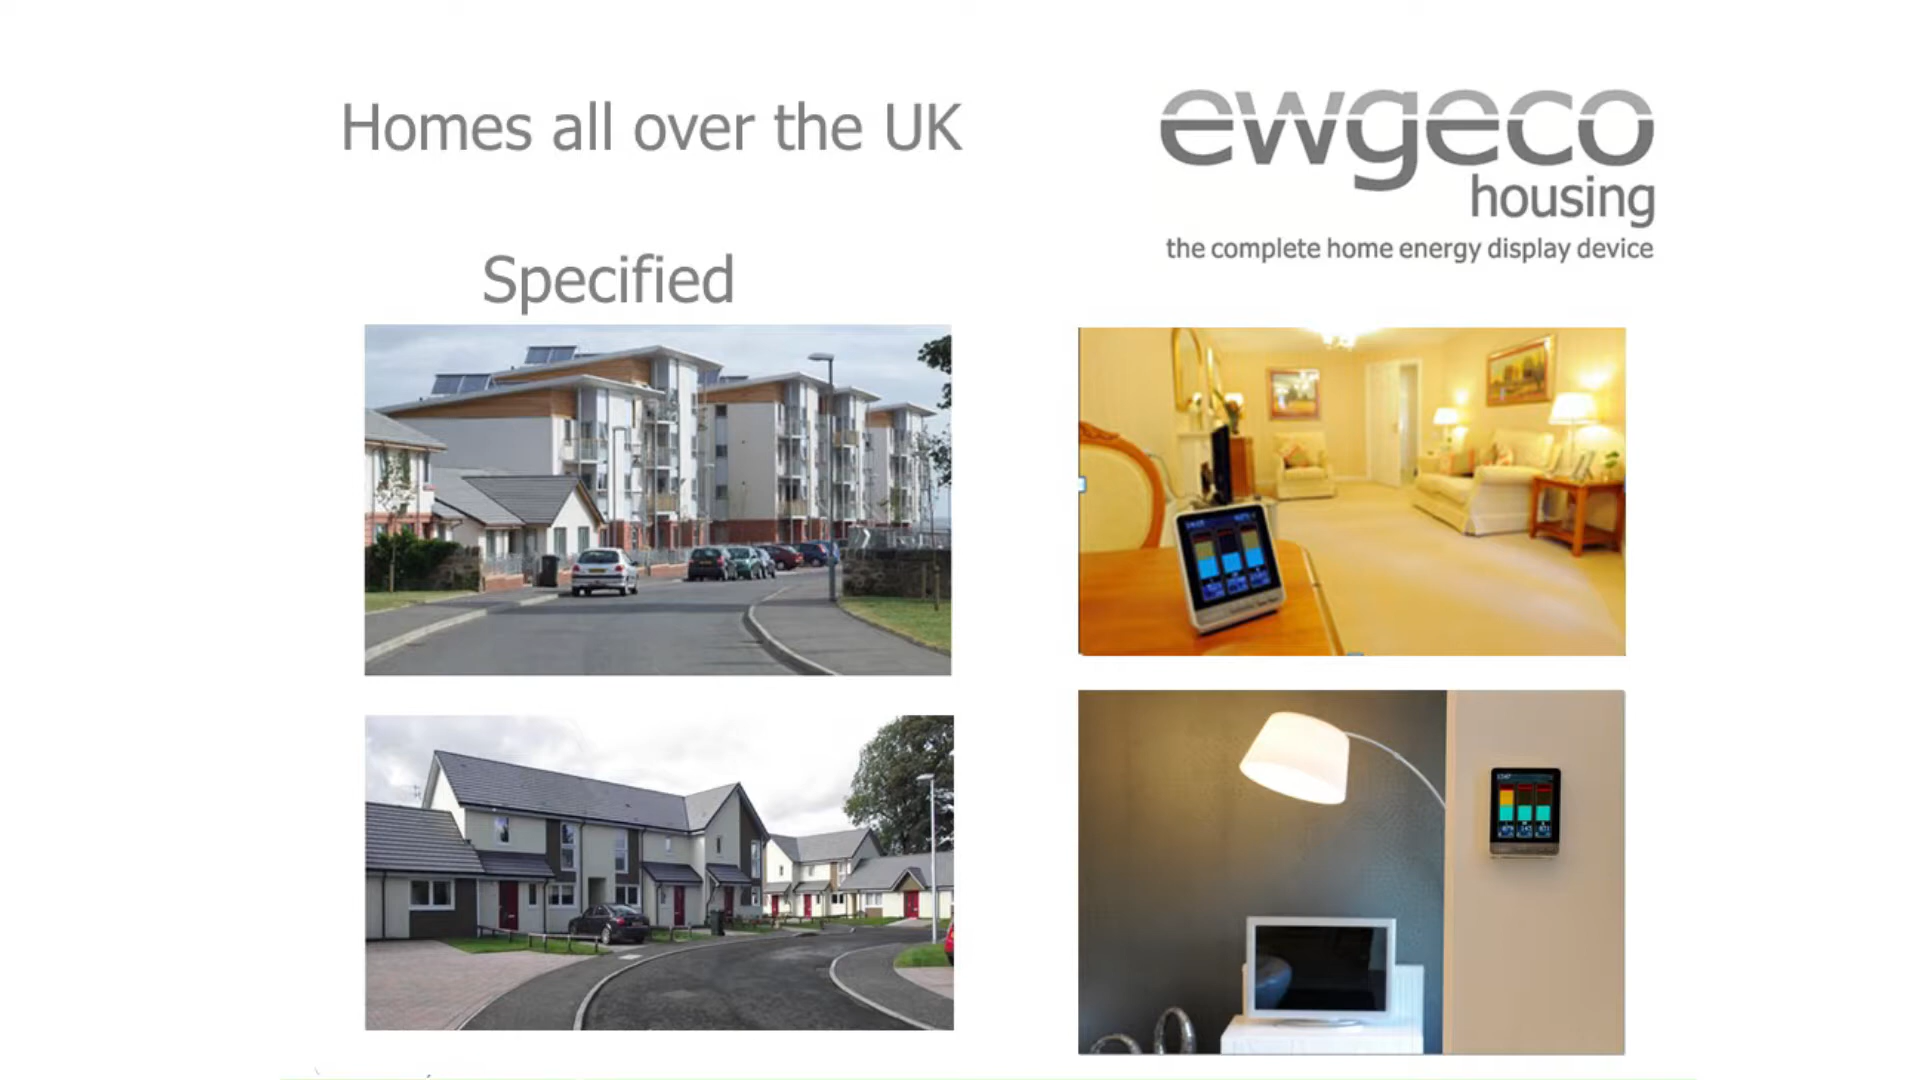 Homes all over the UK
ewgeco
housing
the complete home energy display device
Specified